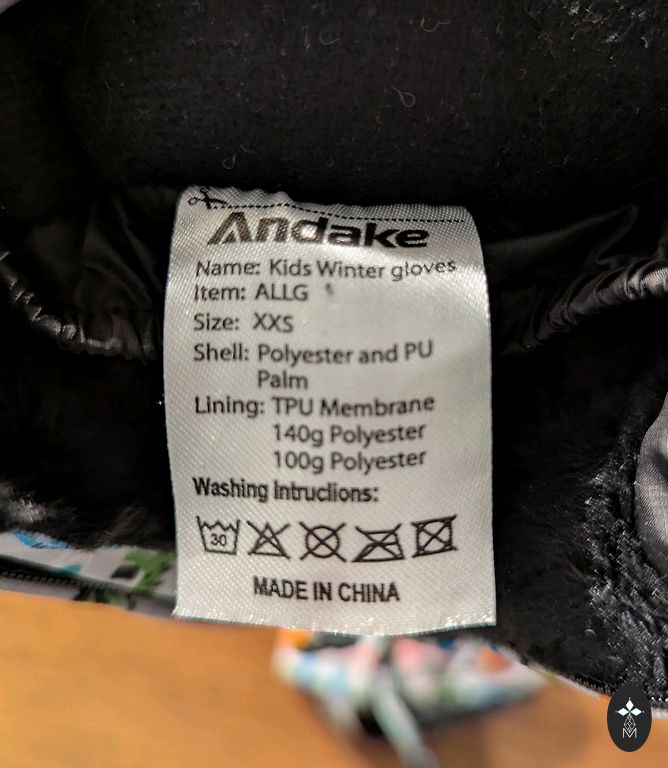 Andake
Name: Kids Winter gloves
Item: ALLG
Size: XXS
Shell: Polyester and PU
Palm
Lining: TPU Membrane
140g Polyester
100g Polyester
Washing Intructiions:
30
MADE IN CHINA
M